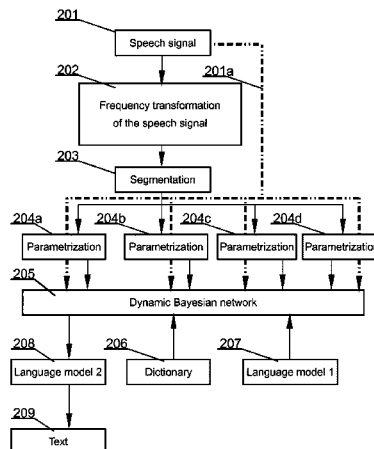 201
Speech signal
202
201a
Frequency transformation
of the speech signal
203
Segmentation
204a
204b
204c
204d
Parametrization
Parametrization
Parametrization
Parametrization
205
Dynamic Bayesian network
208
206
207
Language model 2
Dictionary
Language model 1
209
Text